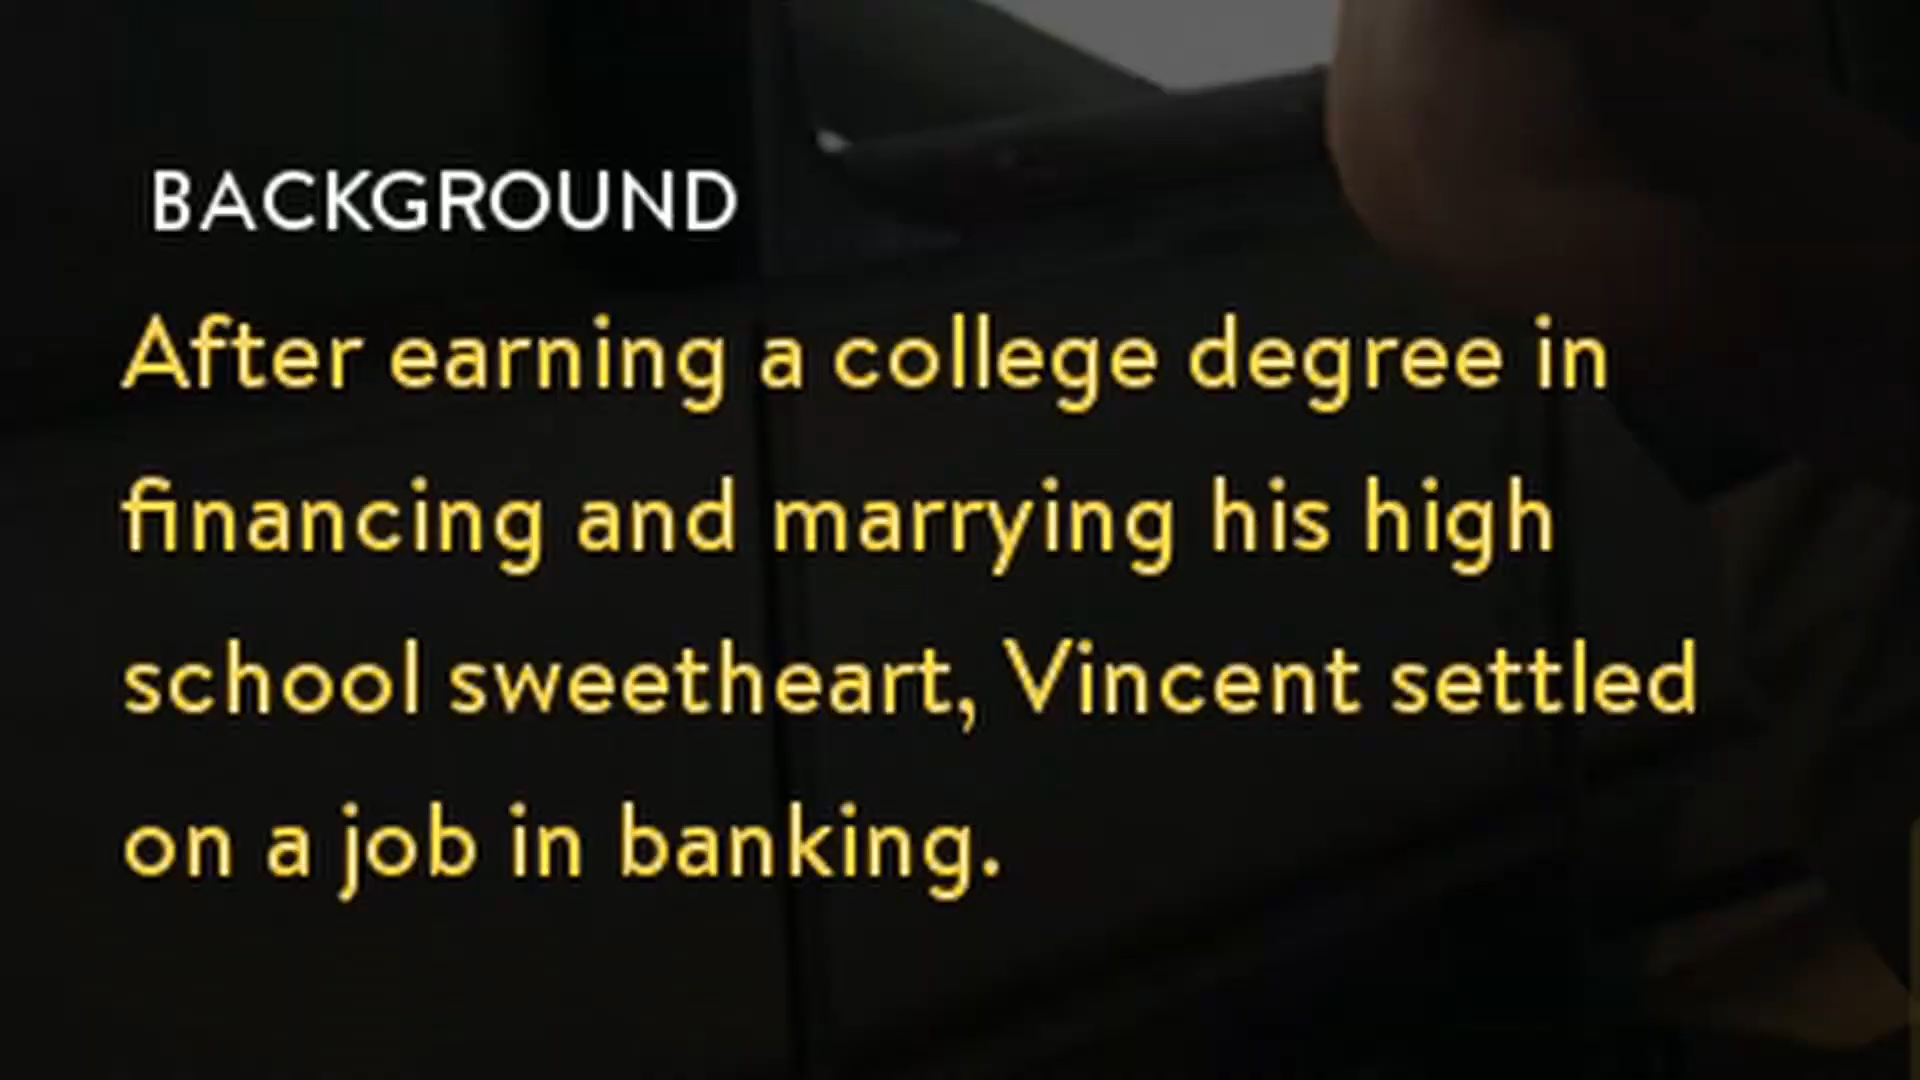 BACKGROUND
After earning a college degree in
financing and marrying his high
school sweetheart, Vincent settled
on a job in banking.